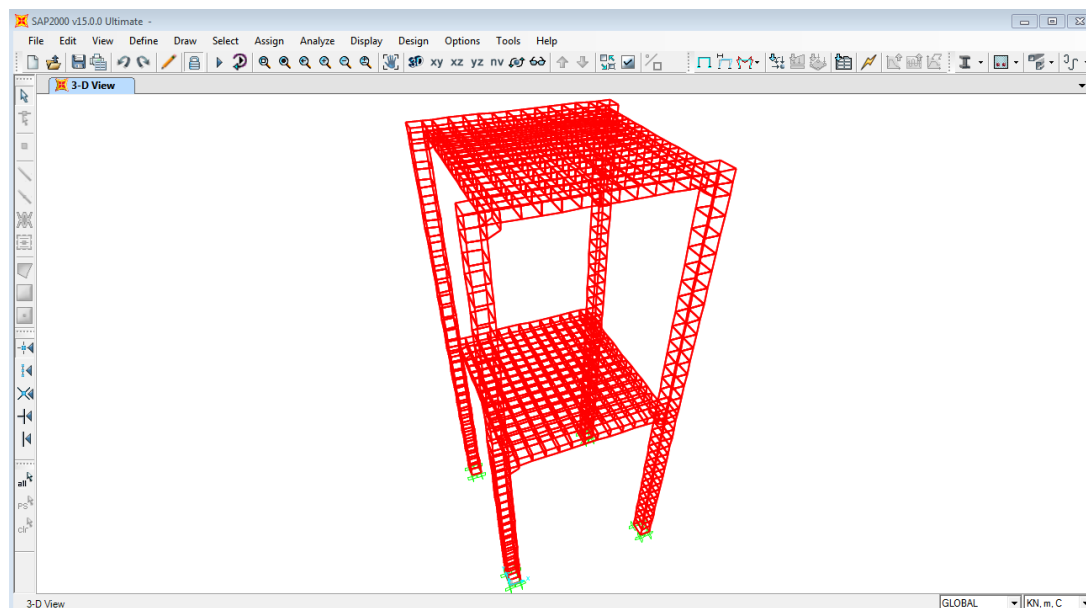 SAP2000 v15.0.0 Ultimate -
File Edit View Define Draw Select Assign Analyze Display Design Options Tools Help
3D xy xz yz nv
3-D View
all
PS
clr
3-D View GLOBAL KN, m, C